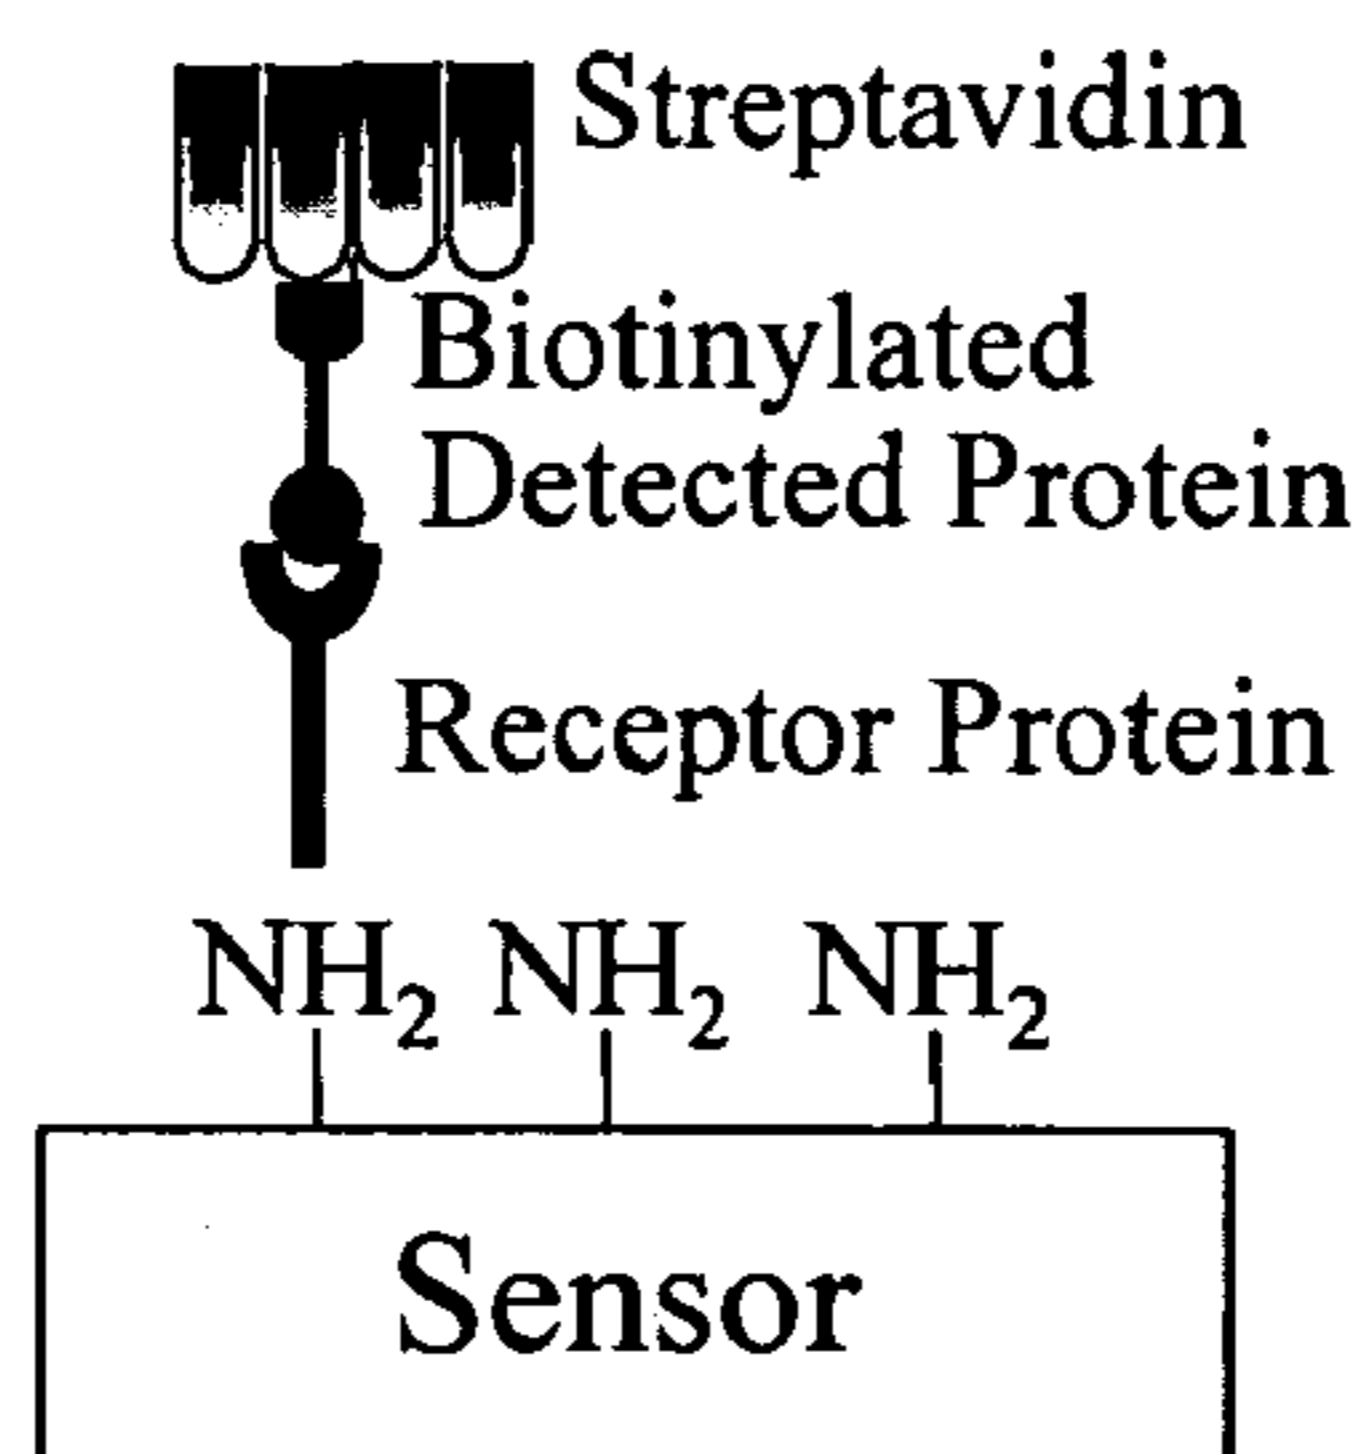 Streptavidin
Biotinylated
Detected Protein
Receptor Protein
NH₂ NH₂ NH₂
Sensor